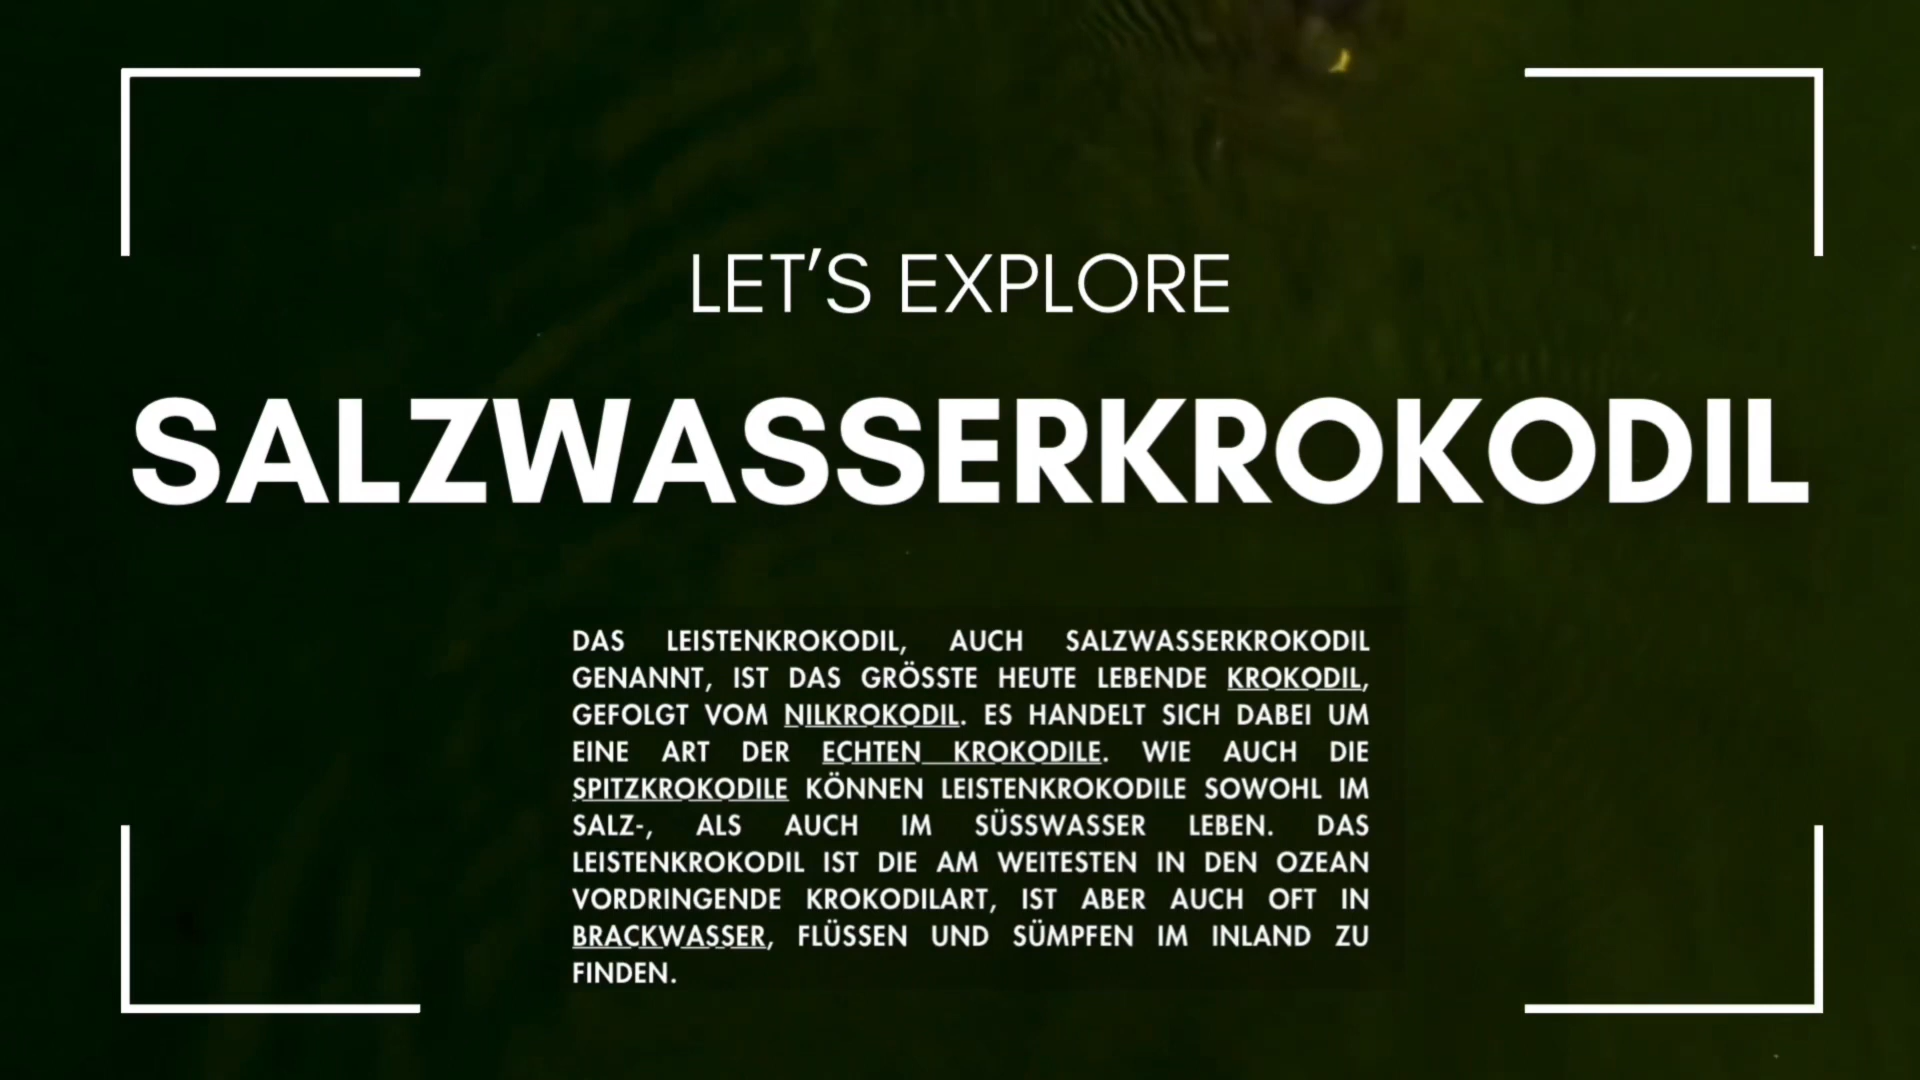 LET'S EXPLORE
SALZWASSERKROKODIL
DAS LEISTENKROKODIL, AUCH SALZWASSERKROKODIL
GENANNT, IST DAS GRÖSSTE HEUTE LEBENDE KROKODIL,
GEFOLGT VOM NILKROKODIL. ES HANDELT SICH DABEI UM
EINE ART DER ECHTEN KROKODILE. WIE AUCH DIE
SPITZKROKODILE KÖNNEN LEISTENKROKODILE SOWOHL IM
SALZ-, ALS AUCH IM SÜSSWASSER LEBEN. DAS
LEISTENKROKODIL IST DIE AM WEITESTEN IN DEN OZEAN
VORDRINGENDE KROKODILART, IST ABER AUCH OFT IN
BRACKWASSER, FLÜSSEN UND SÜMPFEN IM INLAND ZU
FINDEN.